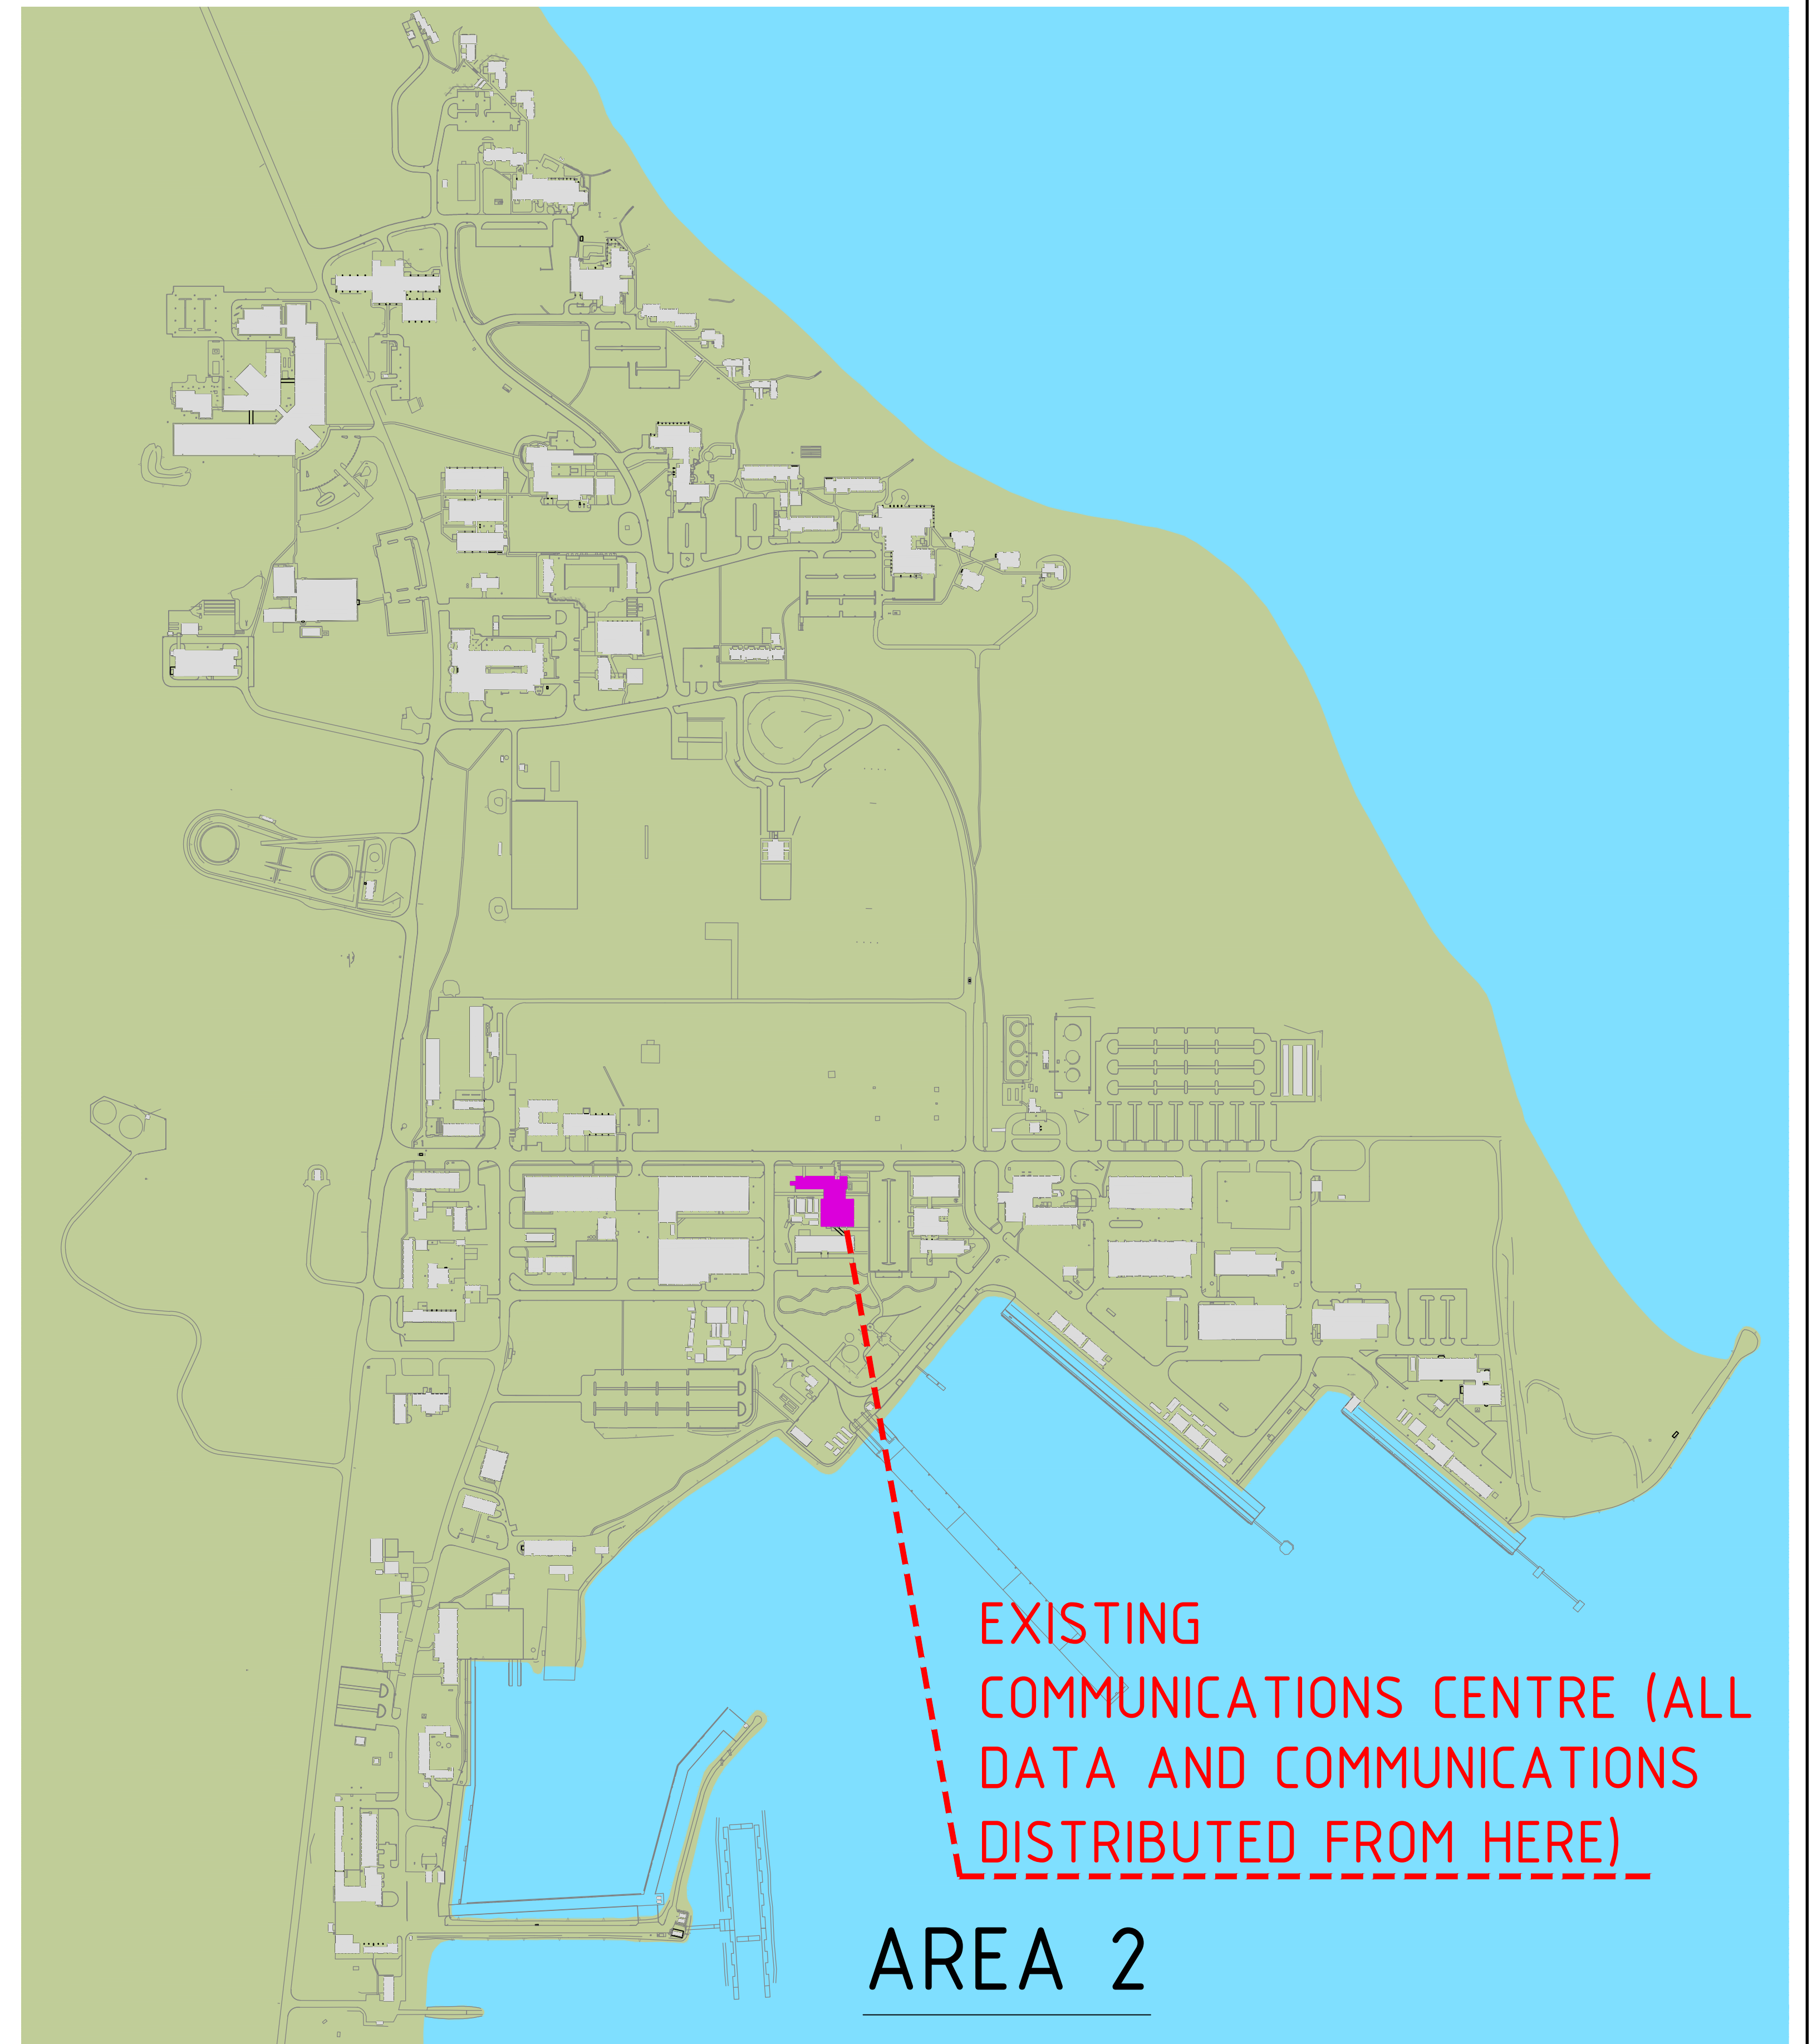 EXISTING
COMMUNICATIONS CENTRE (ALL
DATA AND COMMUNICATIONS
DISTRIBUTED FROM HERE)
AREA 2